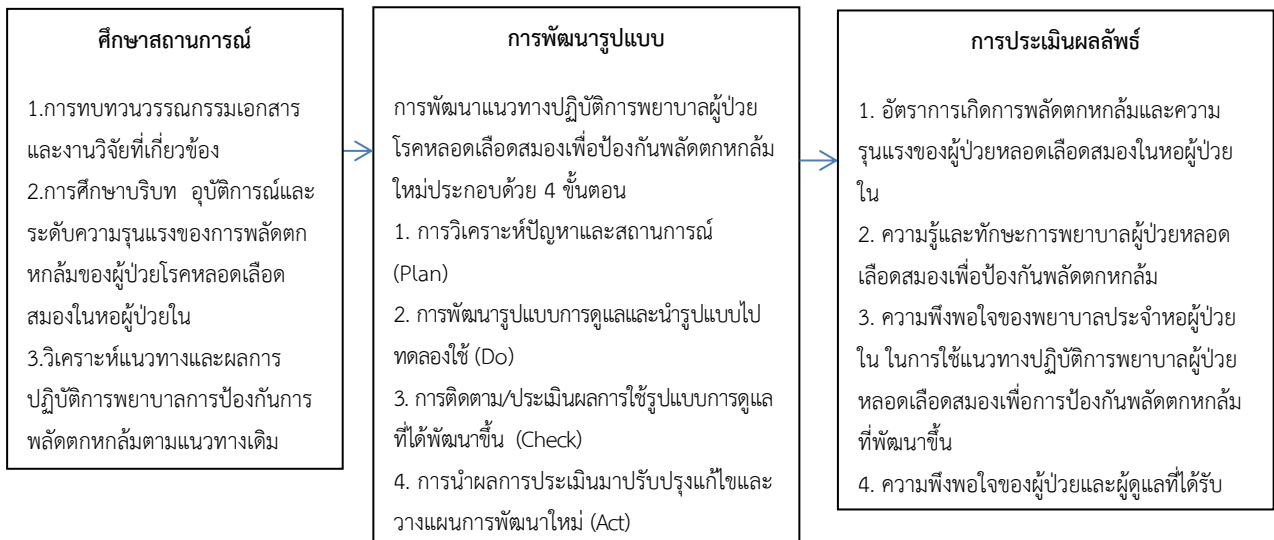 ศึกษาสถานการณ์
1.การทบทวนวรรณกรรมเอกสาร
และงานวิจัยที่เกี่ยวข้อง
2.การศึกษาบริบท อุบัติการณ์และ
ระดับความรุนแรงของการพลัดตก
หกล้มของผู้ป่วยโรคหลอดเลือด
สมองในหอผู้ป่วยใน
3.วิเคราะห์แนวทางและผลการ
ปฏิบัติการพยาบาลการป้องกันการ
พลัดตกหกล้มตามแนวทางเดิม
การพัฒนารูปแบบ
การพัฒนาแนวทางปฏิบัติการพยาบาลผู้ป่วย
โรคหลอดเลือดสมองเพื่อป้องกันพลัดตกหกล้ม
ใหม่ประกอบด้วย 4 ขั้นตอน
1. การวิเคราะห์ปัญหาและสถานการณ์
(Plan)
2. การพัฒนารูปแบบการดูแลและนำรูปแบบไป
ทดลองใช้ (Do)
3. การติดตาม/ประเมินผลการใช้รูปแบบการดูแล
ที่ได้พัฒนาขึ้น (Check)
4. การนำผลการประเมินมาปรับปรุงแก้ไขและ
วางแผนการพัฒนาใหม่ (Act)
การประเมินผลลัพธ์
1. อัตราการเกิดการพลัดตกหกล้มและความ
รุนแรงของผู้ป่วยหลอดเลือดสมองในหอผู้ป่วย
ใน
2. ความรู้และทักษะการพยาบาลผู้ป่วยหลอด
เลือดสมองเพื่อป้องกันพลัดตกหกล้ม
3. ความพึงพอใจของพยาบาลประจำหอผู้ป่วย
ใน ในการใช้แนวทางปฏิบัติการพยาบาลผู้ป่วย
หลอดเลือดสมองเพื่อการป้องกันพลัดตกหกล้ม
ที่พัฒนาขึ้น
4. ความพึงพอใจของผู้ป่วยและผู้ดูแลที่ได้รับ